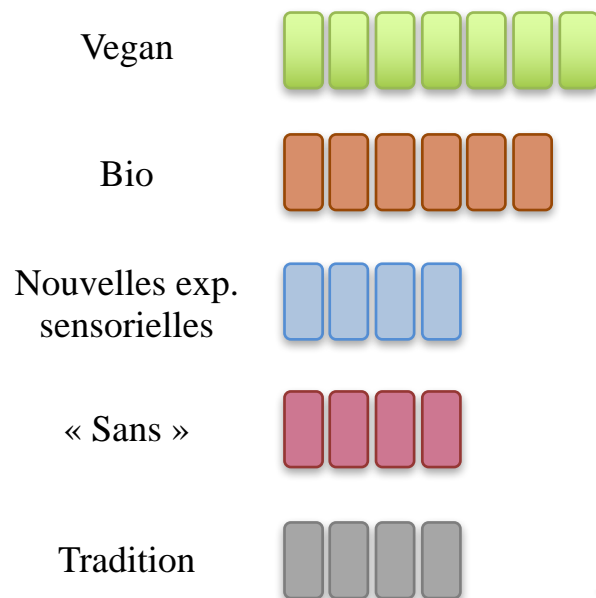 Vegan
Bio
Nouvelles exp.
sensorielles
« Sans »
Tradition